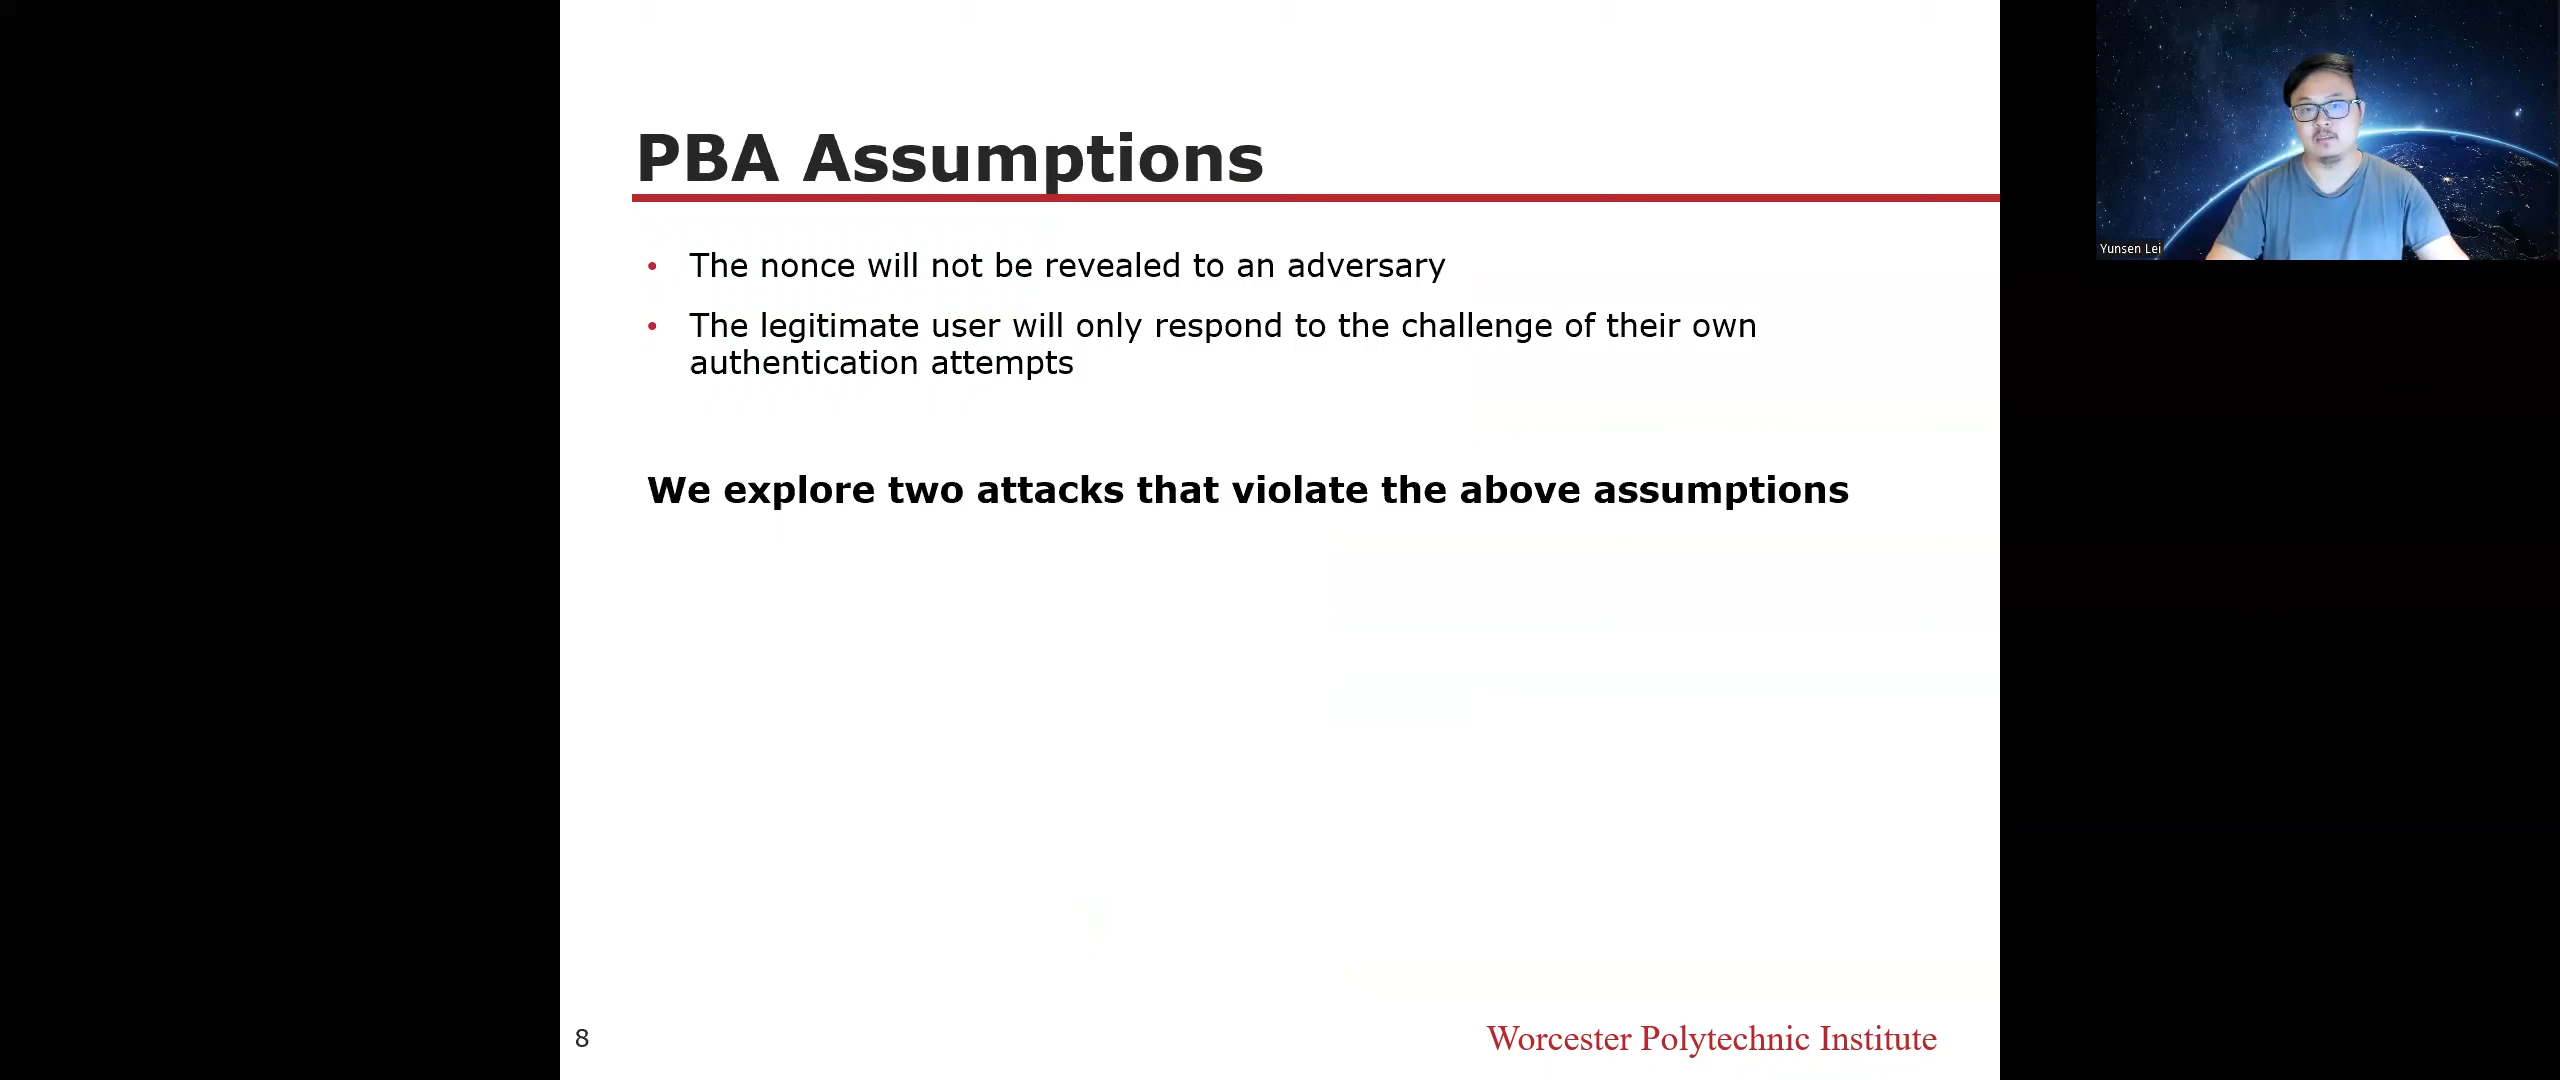 PBA Assumptions
• The nonce will not be revealed to an adversary
• The legitimate user will only respond to the challenge of their own
authentication attempts
We explore two attacks that violate the above assumptions
8
Worcester Polytechnic Institute
Yunsen Lei